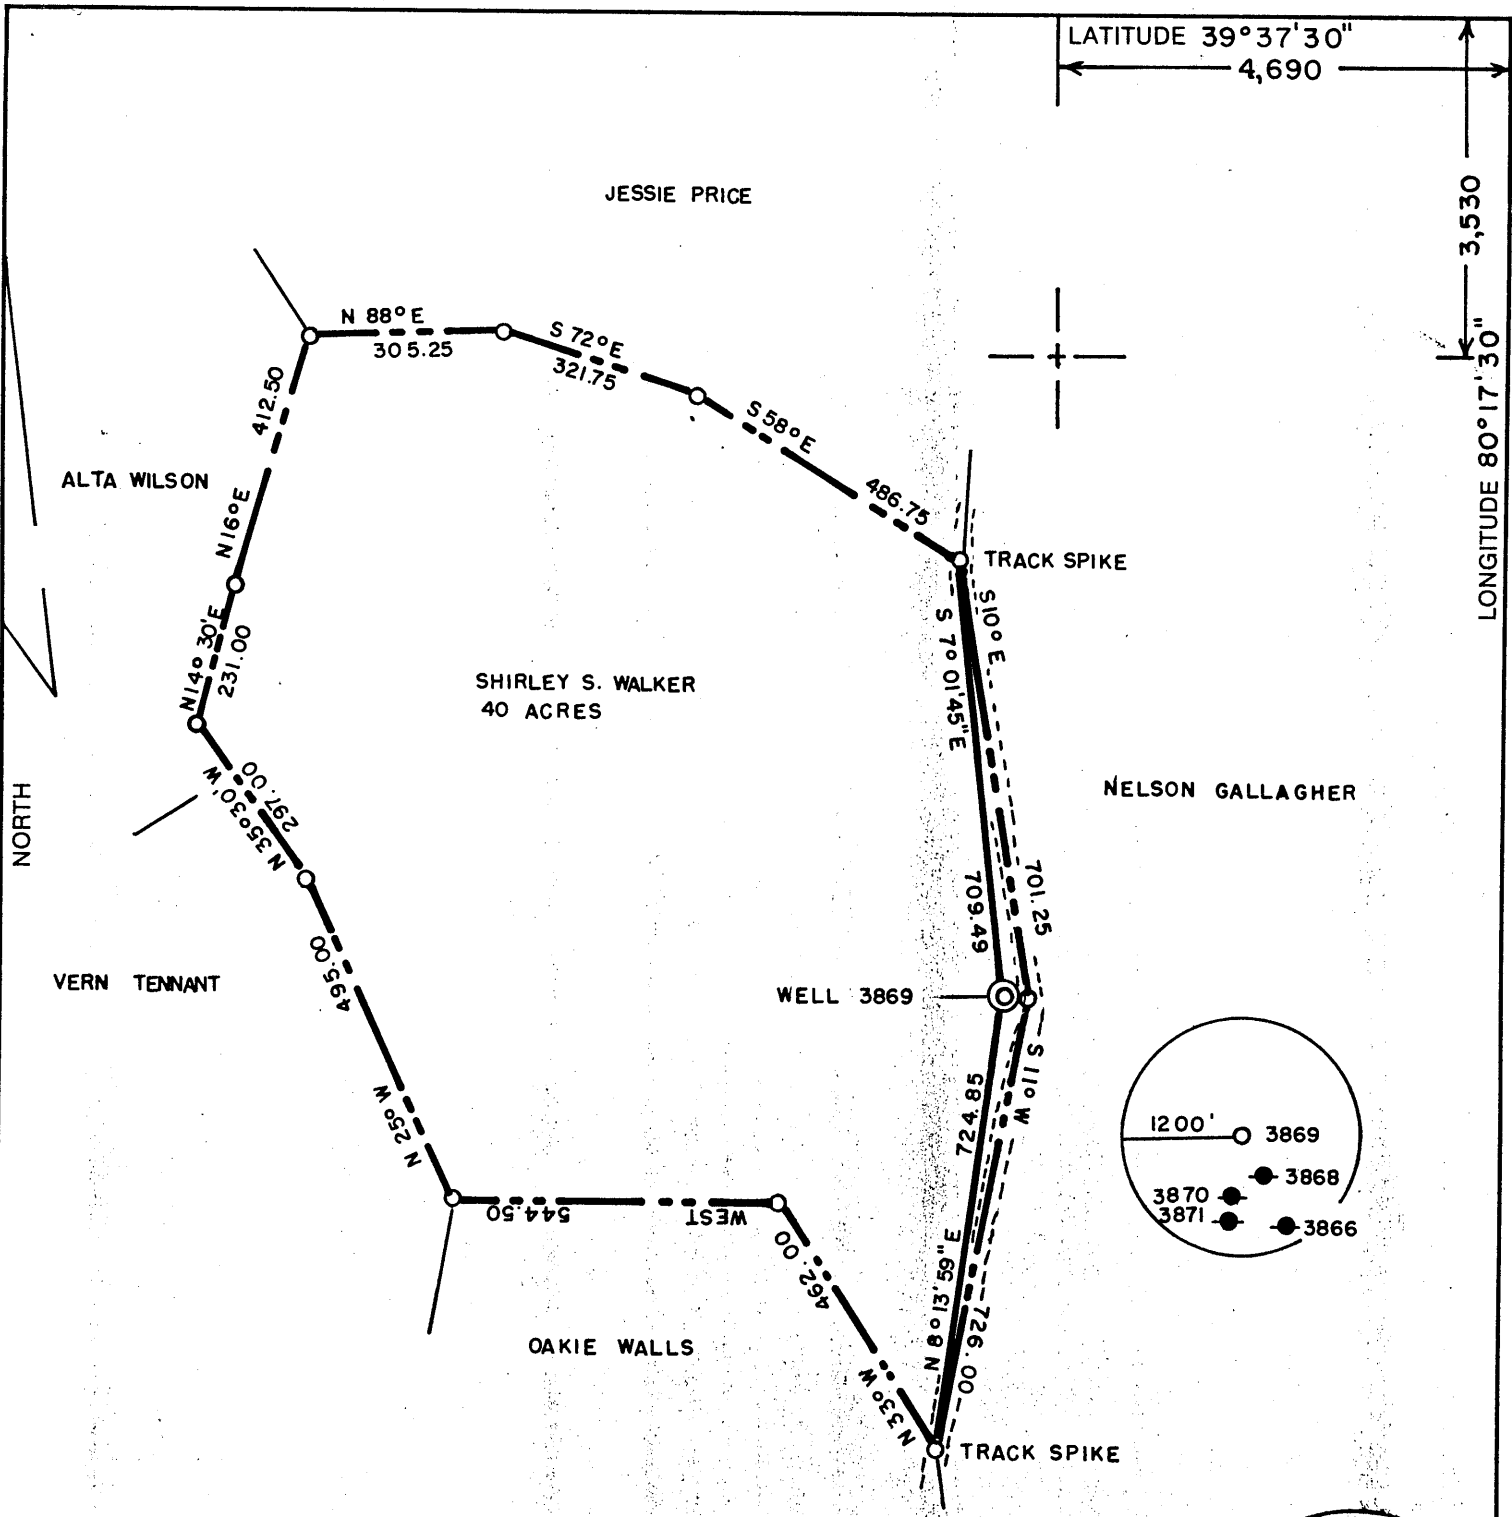 LATITUDE 39°37'30"
4,690
3,530
LONGITUDE 80°17'30"
JESSIE PRICE
N 88° E
305.25
S 72° E
321.75
S 58° E
486.75
412.50
N16°E
ALTA WILSON
TRACK SPIKE
N14° 30'E
231.00
S10° E
S 7° 01'45" E
SHIRLEY S. WALKER
40 ACRES
NELSON GALLAGHER
NORTH
297.00
N 35°30' W
701.25
709.49
495.00
VERN TENNANT
WELL 3869
S 11° W
724.85
N 25° W
1200'
3869
3868
3870
3871
3866
544.50
WEST
462.00
N 8° 13' 59" E
726.00
OAKIE WALLS
N 33° W
TRACK SPIKE